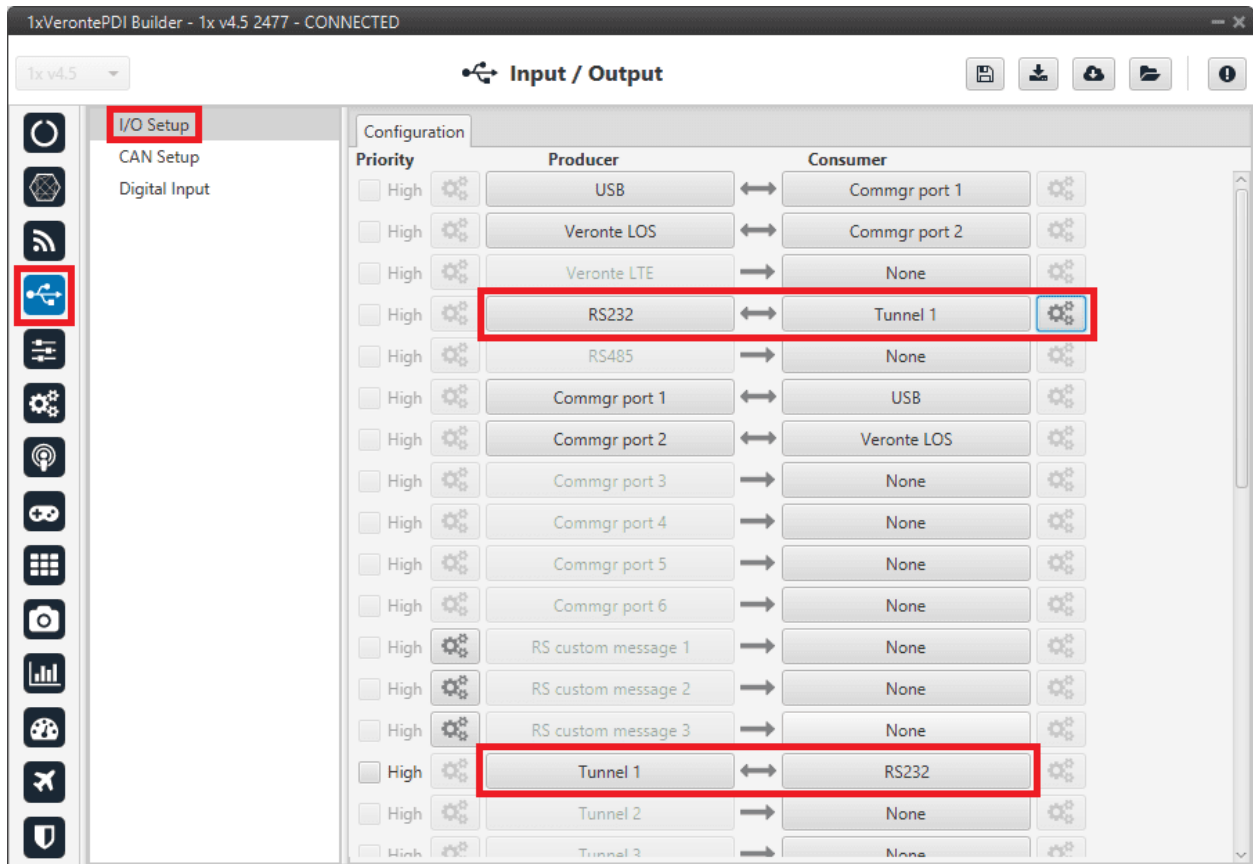 1xVerontePDI Builder - 1x v4.5 2477 - CONNECTED
1x v4.5
Input / Output
I/O Setup
CAN Setup
Digital Input
Configuration
Priority Producer Consumer
High USB Commgr port 1
High Veronte LOS Commgr port 2
High Veronte LTE None
High RS232 Tunnel 1
High RS485 None
High Commgr port 1 USB
High Commgr port 2 Veronte LOS
High Commgr port 3 None
High Commgr port 4 None
High Commgr port 5 None
High Commgr port 6 None
High RS custom message 1 None
High RS custom message 2 None
High RS custom message 3 None
High Tunnel 1 RS232
High Tunnel 2 None
High Tunnel 3 None